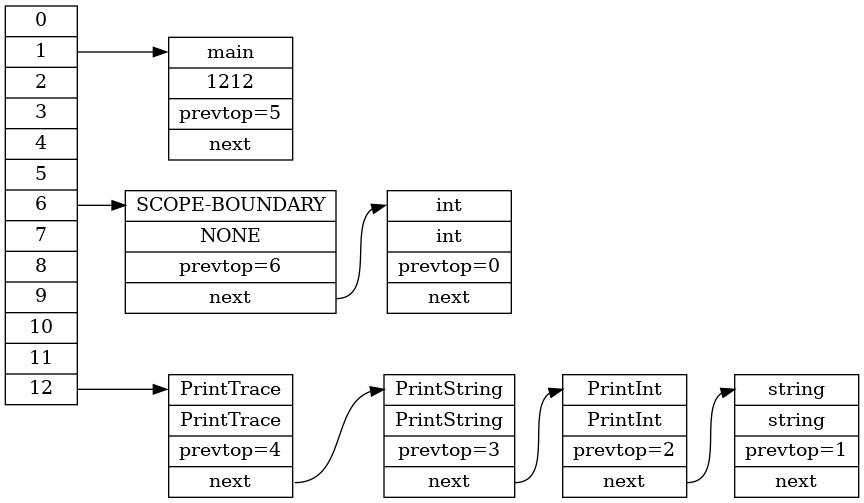 0
1
2
3
4
5
6
7
8
9
10
11
12
main
1212
prevtop=5
next
SCOPE-BOUNDARY
NONE
prevtop=6
next
int
int
prevtop=0
next
PrintTrace
PrintTrace
prevtop=4
next
PrintString
PrintString
prevtop=3
next
PrintInt
PrintInt
prevtop=2
next
string
string
prevtop=1
next